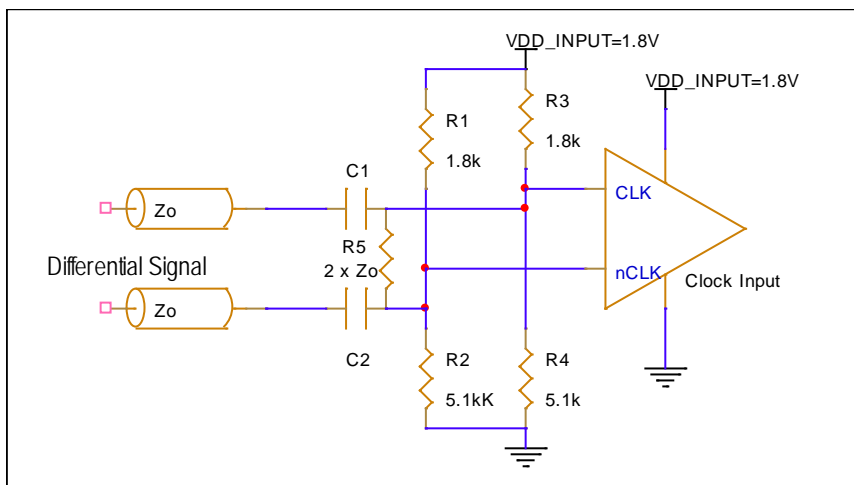 VDD_INPUT=1.8V
VDD_INPUT=1.8V
R3
R1
1.8k
1.8k
C1
CLK
Zo
R5
2 x Zo
Differential Signal
nCLK
Clock Input
Zo
C2
R2
R4
5.1kK
5.1k